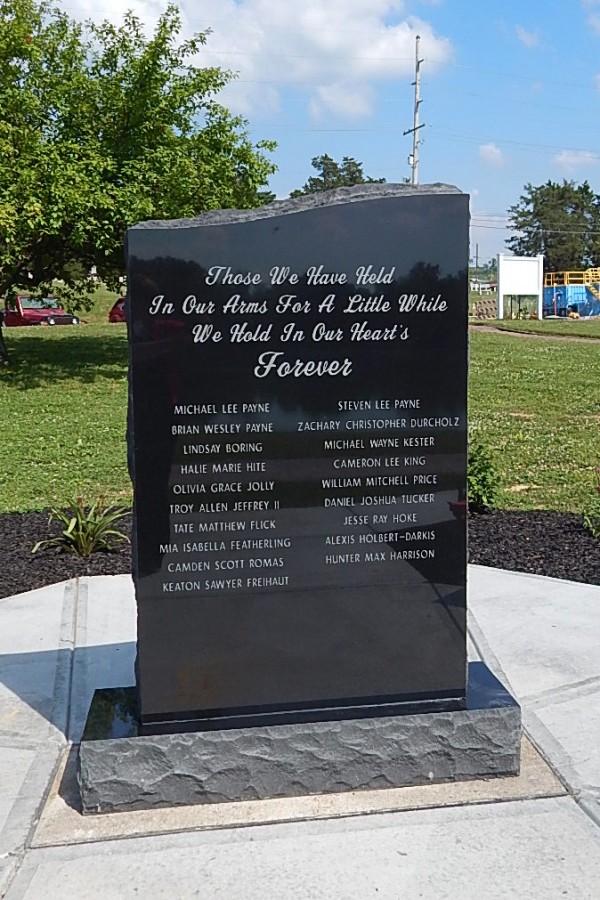 Those We Have Held
In Our Arms For A Little While
We Hold In Our Heart's
Forever
MICHAEL LEE PAYNE
BRIAN WESLEY PAYNE
LINDSAY BORING
HALIE MARIE HITE
OLIVIA GRACE JOLLY
TROY ALLEN JEFFREY II
TATE MATTHEW FLICK
MIA ISABELLA FEATHERLING
CAMDEN SCOTT ROMAS
KEATON SAWYER FREIHAUT
STEVEN LEE PAYNE
ZACHARY CHRISTOPHER DURCHOLZ
MICHAEL WAYNE KESTER
CAMERON LEE KING
WILLIAM MITCHELL PRICE
DANIEL JOSHUA TUCKER
JESSE RAY HOKE
ALEXIS HOLBERT-DARKIS
HUNTER MAX HARRISON